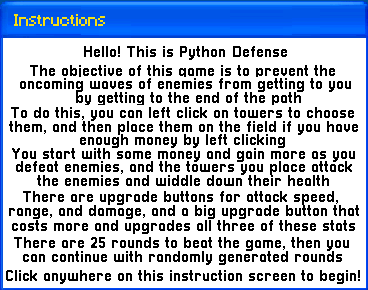 Instructions
Hello! This is Python Defense
The objective of this game is to prevent the
oncoming waves of enemies from getting to you
by getting to the end of the path
To do this, you can left click on towers to choose
them, and then place them on the field if you have
enough money by left clicking
You start with some money and gain more as you
defeat enemies, and the towers you place attack
the enemies and widdle down their health
There are upgrade buttons for attack speed,
range, and damage, and a big upgrade button that
costs more and upgrades all three of these stats
There are 25 rounds to beat the game, then you
can continue with randomly generated rounds
Click anywhere on this instruction screen to begin!